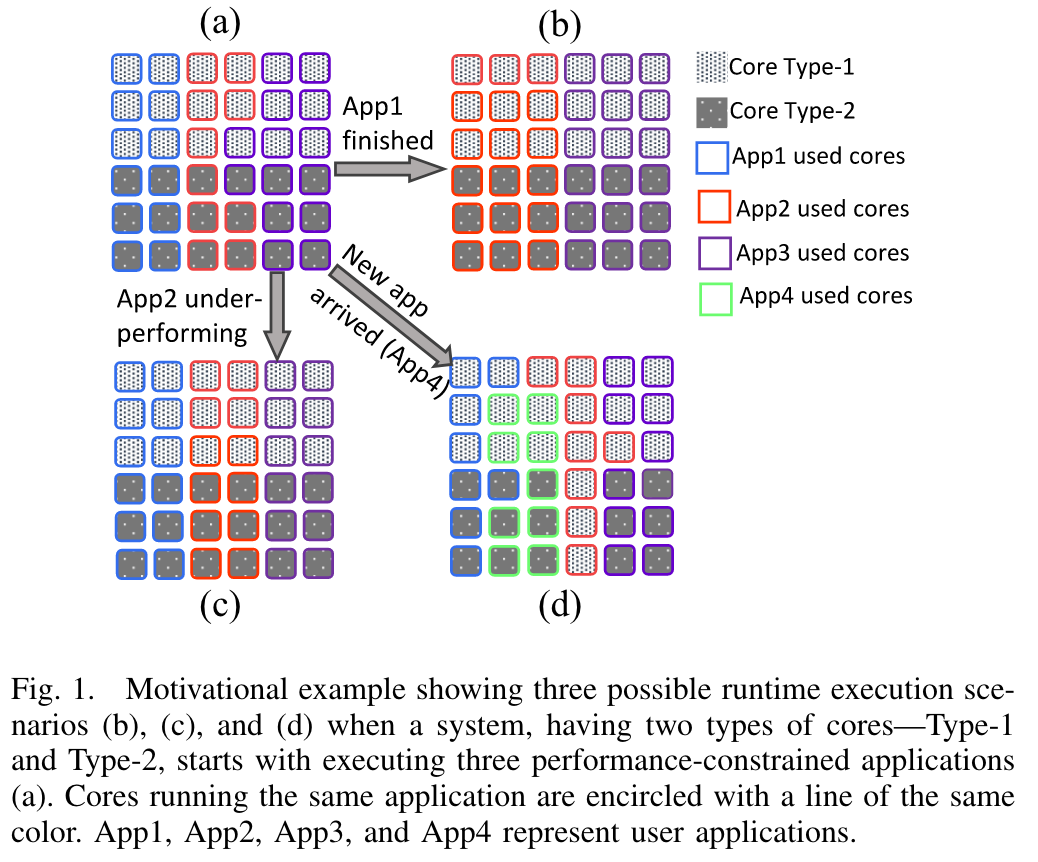 (a)
(b)
App1
finished
Core Type-1
Core Type-2
App1 used cores
App2 used cores
App3 used cores
App4 used cores
App2 under-
performing
New app
arrived (App4)
(c)
(d)
Fig. 1. Motivational example showing three possible runtime execution sce-
narios (b), (c), and (d) when a system, having two types of cores—Type-1
and Type-2, starts with executing three performance-constrained applications
(a). Cores running the same application are encircled with a line of the same
color. App1, App2, App3, and App4 represent user applications.